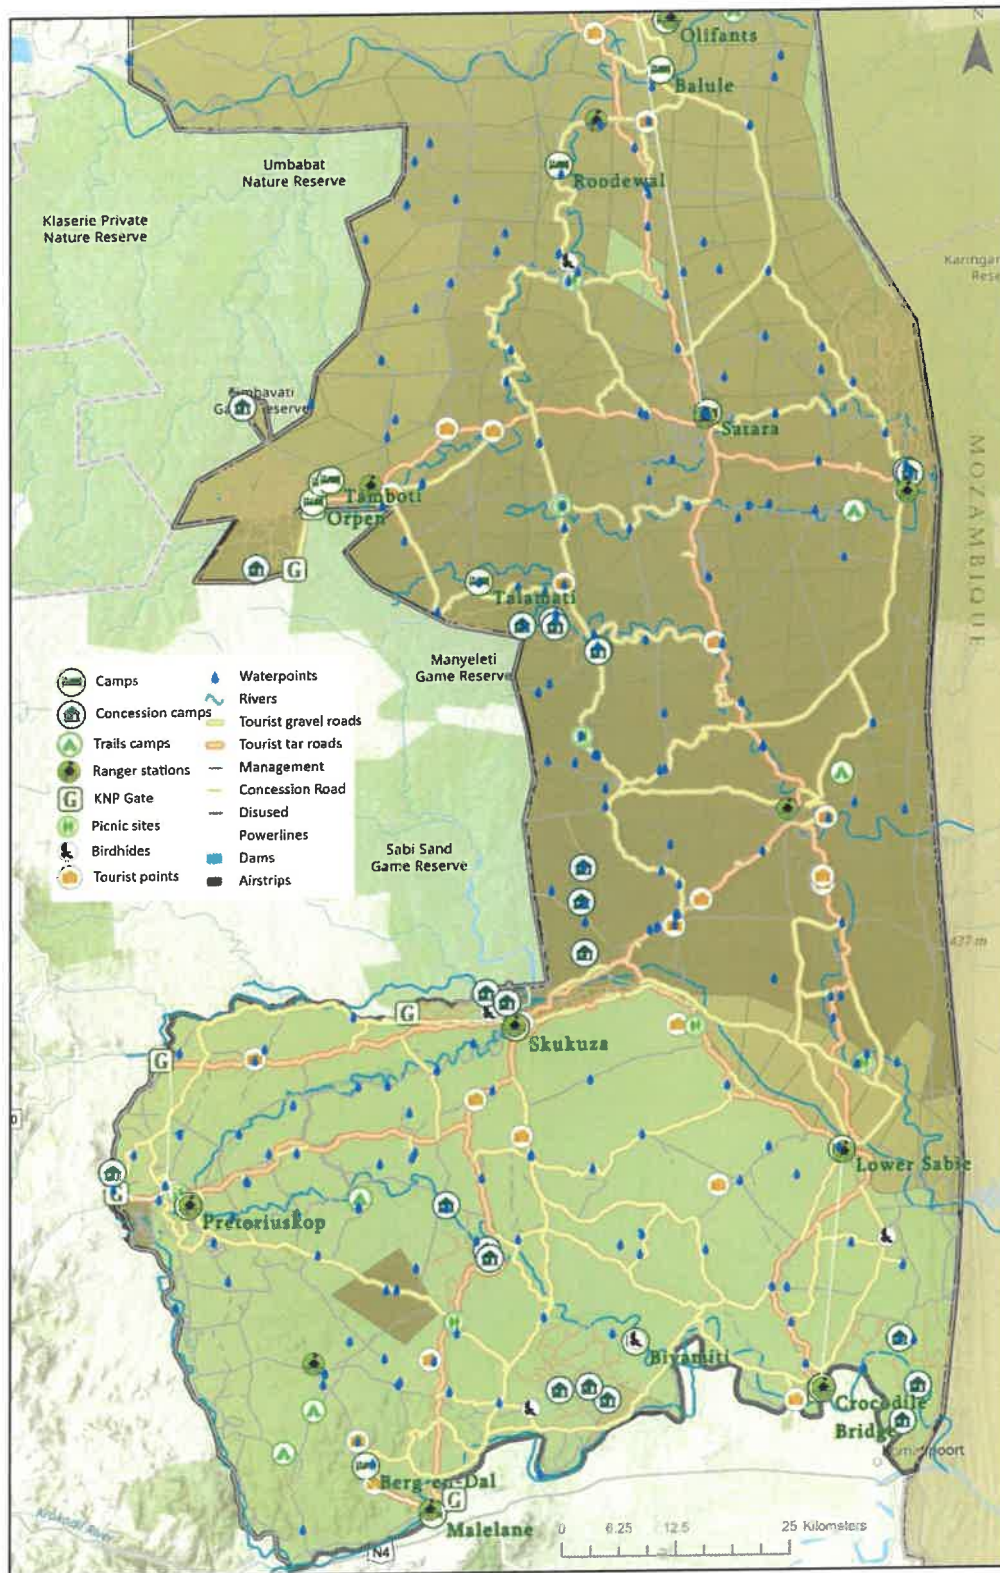 Olifants
Balule
Umbabat
Nature Reserve
Roodewal
Klaserie Private
Nature Reserve
Satara
Tamboti
Orpen
MOZAMBIQUE
Talamati
Manyeleti
Game Reserve
Camps
Concession camps
Trails camps
Ranger stations
G
KNP Gate
Picnic sites
Birdhides
Tourist points
Waterpoints
Rivers
Tourist gravel roads
Tourist tar roads
Management
Concession Road
Disused
Powerlines
Dams
Airstrips
Sabi Sand
Game Reserve
427 m
G
G
Skukuza
G
Lower Sabie
G
Pretoriuskop
Biyamiti
Crocodile
Bridge
Berg-en-Dal
G
Malelane
N4
0 6.25 12.5 25 Kilometers